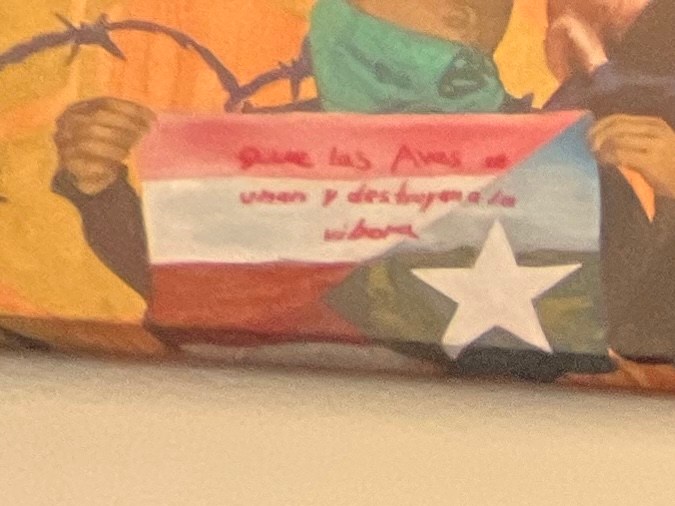 Que las Aves se
unan y destruyan a la
vibora